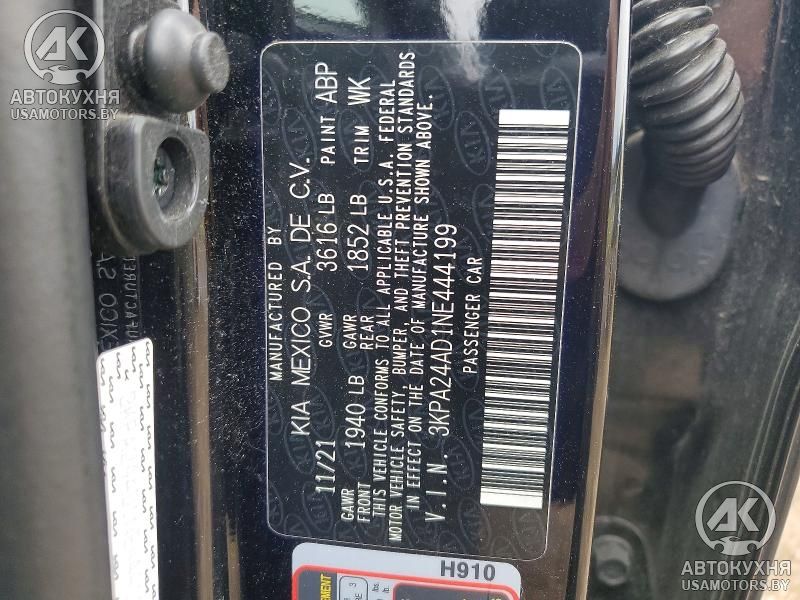 MANUFACTURED BY
KIA MEXICO S.A. DE C.V.
11/21 GVWR 3616 LB PAINT ABP
GAWR FRONT 1940 LB GAWR REAR 1852 LB TRIM WK
THIS VEHICLE CONFORMS TO ALL APPLICABLE U.S.A. FEDERAL
MOTOR VEHICLE SAFETY, BUMPER, AND THEFT PREVENTION STANDARDS
IN EFFECT ON THE DATE OF MANUFACTURE SHOWN ABOVE.
V.I.N. 3KPA24AD1NE444199
PASSENGER CAR
H910
АВТОКУХНЯ
USAMOTORS.BY
АВТОКУХНЯ
USAMOTORS.BY